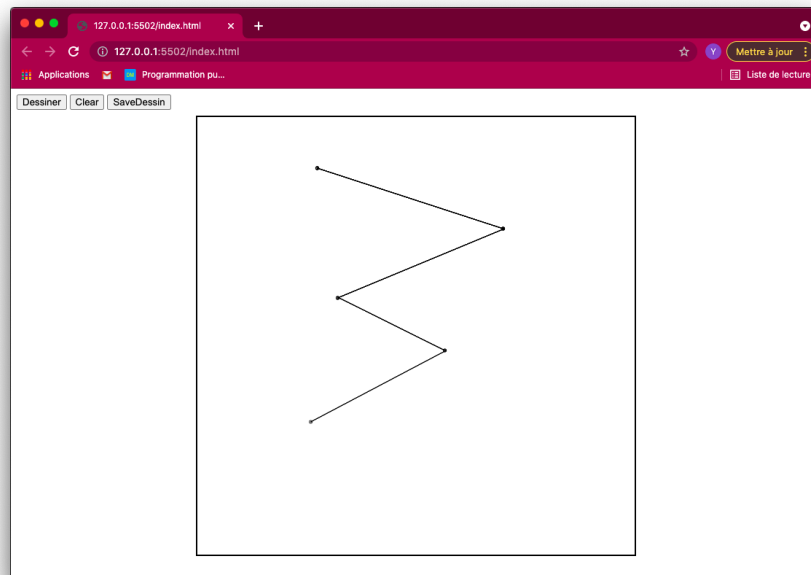 127.0.0.1:5502/index.html
127.0.0.1:5502/index.html
Y
Mettre à jour
Applications
Programmation pu...
Liste de lecture
Dessiner Clear SaveDessin